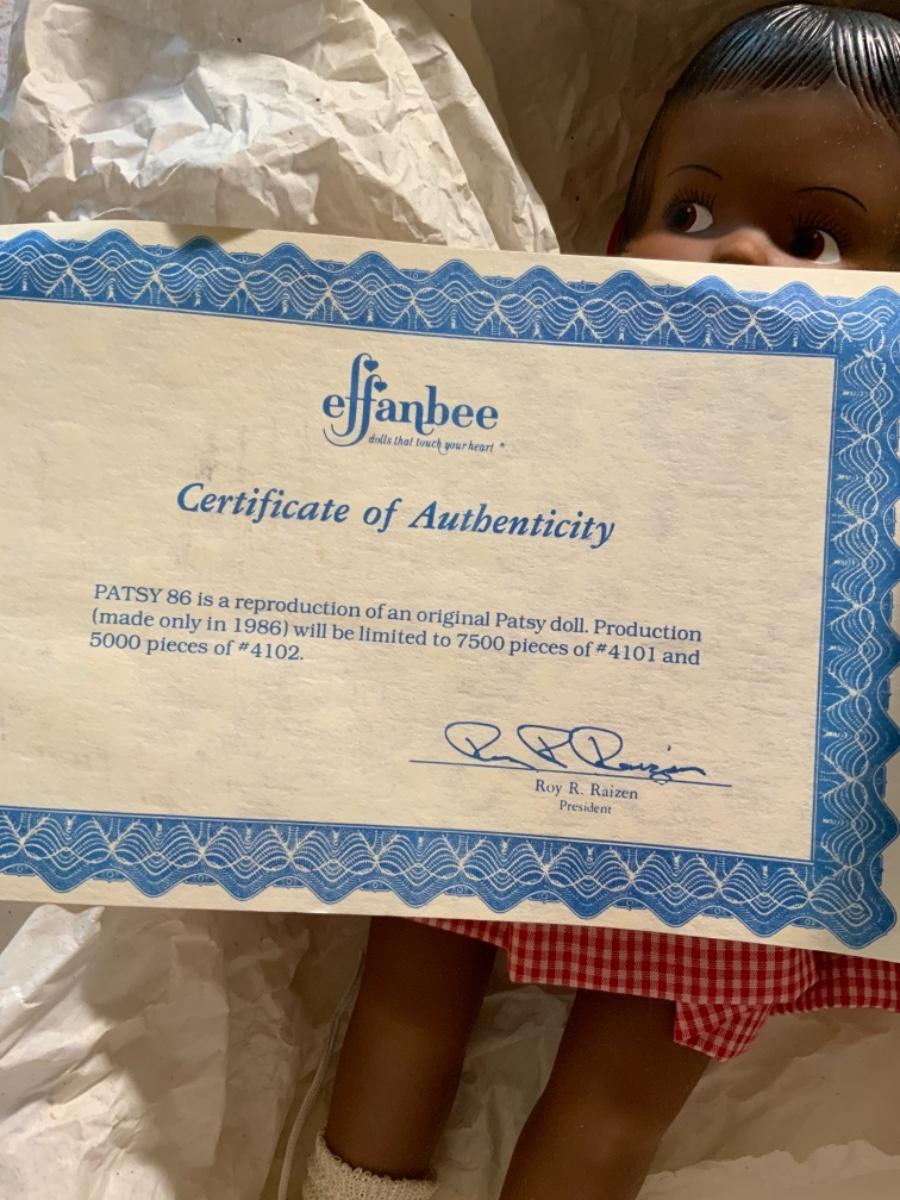 effanbee
dolls that touch your heart ®
Certificate of Authenticity
PATSY 86 is a reproduction of an original Patsy doll. Production
(made only in 1986) will be limited to 7500 pieces of #4101 and
5000 pieces of #4102.
Roy R. Raizen
Roy R. Raizen
President